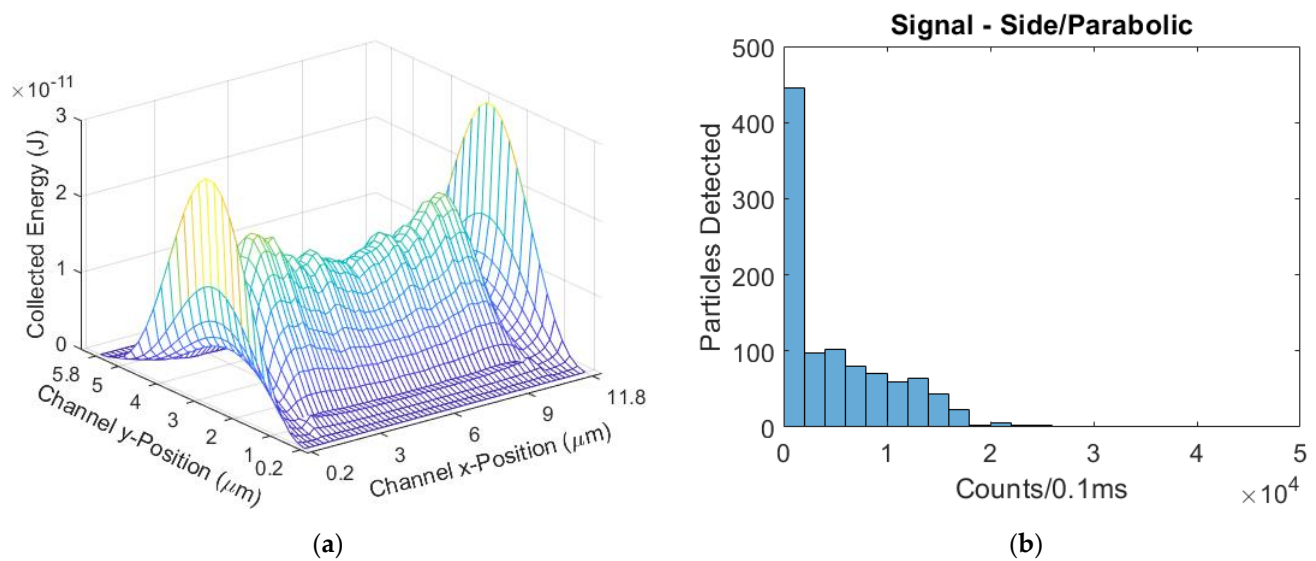 ×10⁻¹¹
3
2
1
0
Collected Energy (J)
5.8
5
4
3
2
1
0.2
Channel y-Position (μm)
0.2
3
6
9
11.8
Channel x-Position (μm)
(a)
Signal - Side/Parabolic
500
400
300
200
100
0
Particles Detected
0 1 2 3 4 5
Counts/0.1ms
×10⁴
(b)